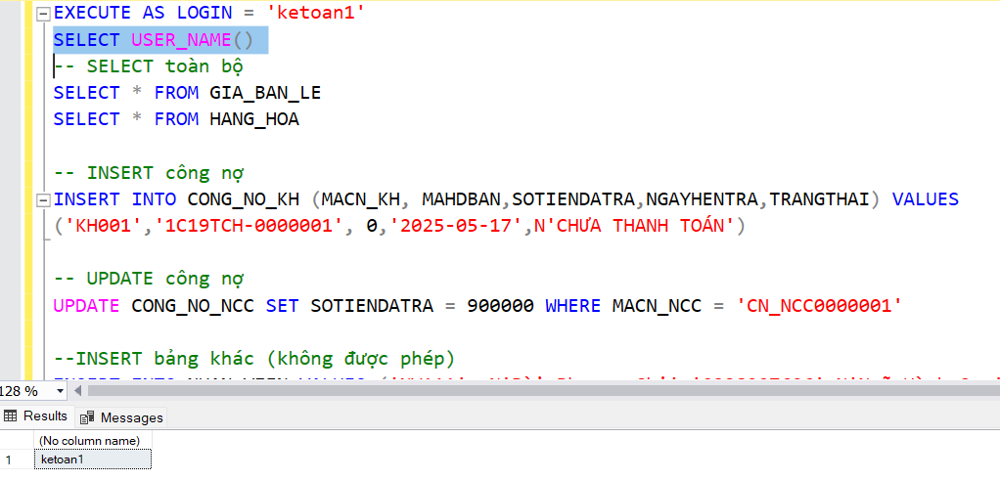 EXECUTE AS LOGIN = 'ketoan1'
SELECT USER_NAME()
-- SELECT toàn bộ
SELECT * FROM GIA_BAN_LE
SELECT * FROM HANG_HOA
-- INSERT công nợ
INSERT INTO CONG_NO_KH (MACN_KH, MAHDBAN,SOTIENDATRA,NGAYHENTRA,TRANGTHAI) VALUES
('KH001','1C19TCH-0000001', 0,'2025-05-17',N'CHƯA THANH TOÁN')
-- UPDATE công nợ
UPDATE CONG_NO_NCC SET SOTIENDATRA = 900000 WHERE MACN_NCC = 'CN_NCC0000001'
--INSERT bảng khác (không được phép)
128 %
Results Messages
(No column name)
1 ketoan1